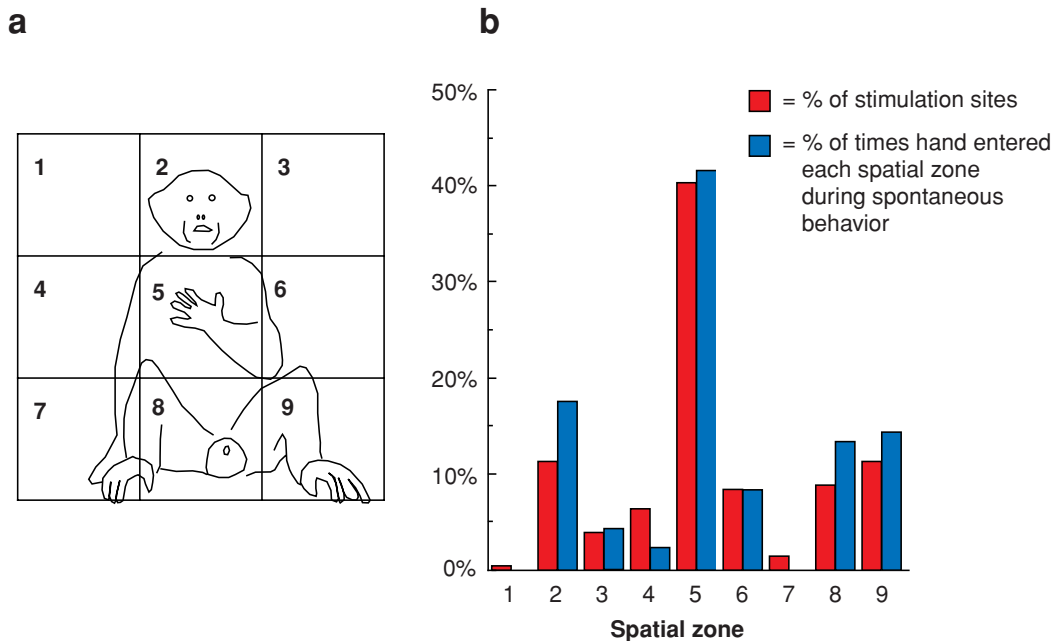 a
b
1
2
3
4
5
6
7
8
9
50%
40%
30%
20%
10%
0%
= % of stimulation sites
= % of times hand entered
each spatial zone
during spontaneous
behavior
1 2 3 4 5 6 7 8 9
Spatial zone